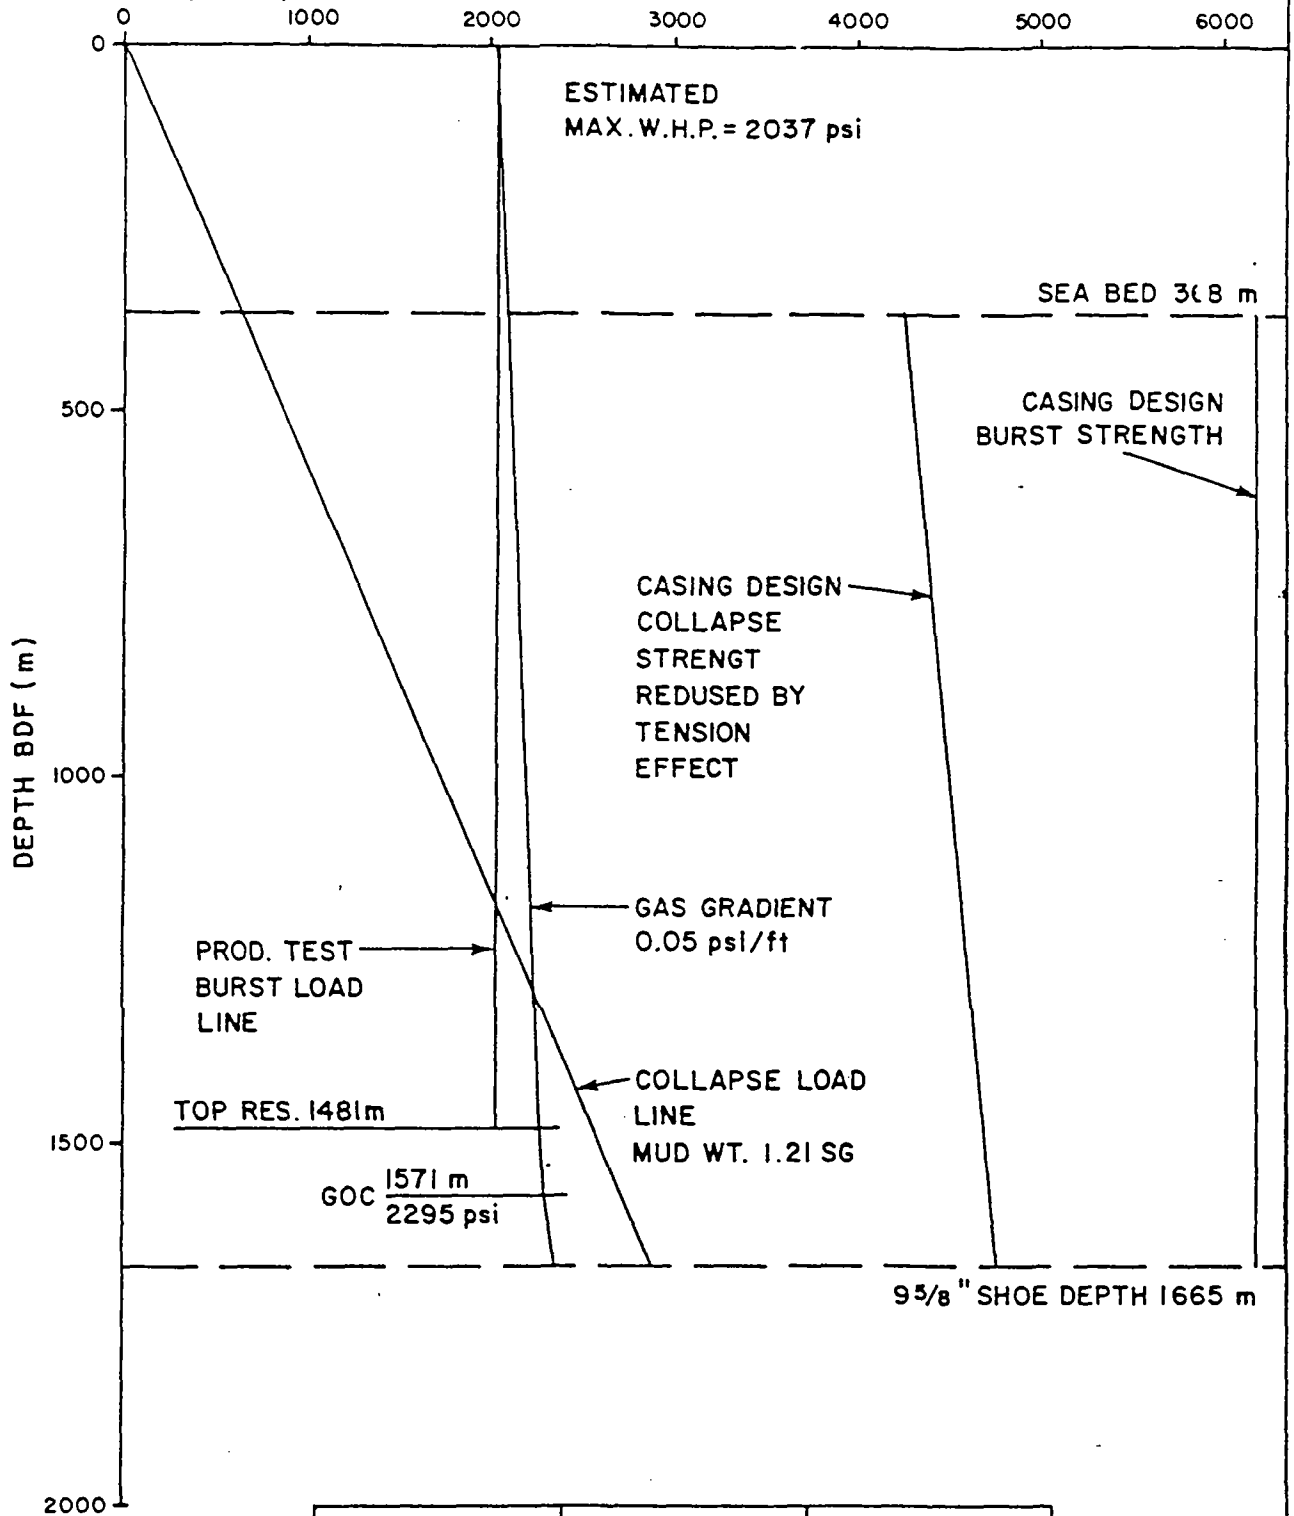 0 1000 2000 3000 4000 5000 6000
0
ESTIMATED
MAX. W.H.P. = 2037 psi
SEA BED 368 m
500
CASING DESIGN
BURST STRENGTH
CASING DESIGN
COLLAPSE
STRENGT
REDUSED BY
TENSION
EFFECT
DEPTH BDF (m)
1000
GAS GRADIENT
0.05 psi/ft
PROD. TEST
BURST LOAD
LINE
COLLAPSE LOAD
LINE
MUD WT. 1.21 SG
TOP RES. 1481m
1500
GOC 1571 m
2295 psi
9 5/8" SHOE DEPTH 1665 m
2000